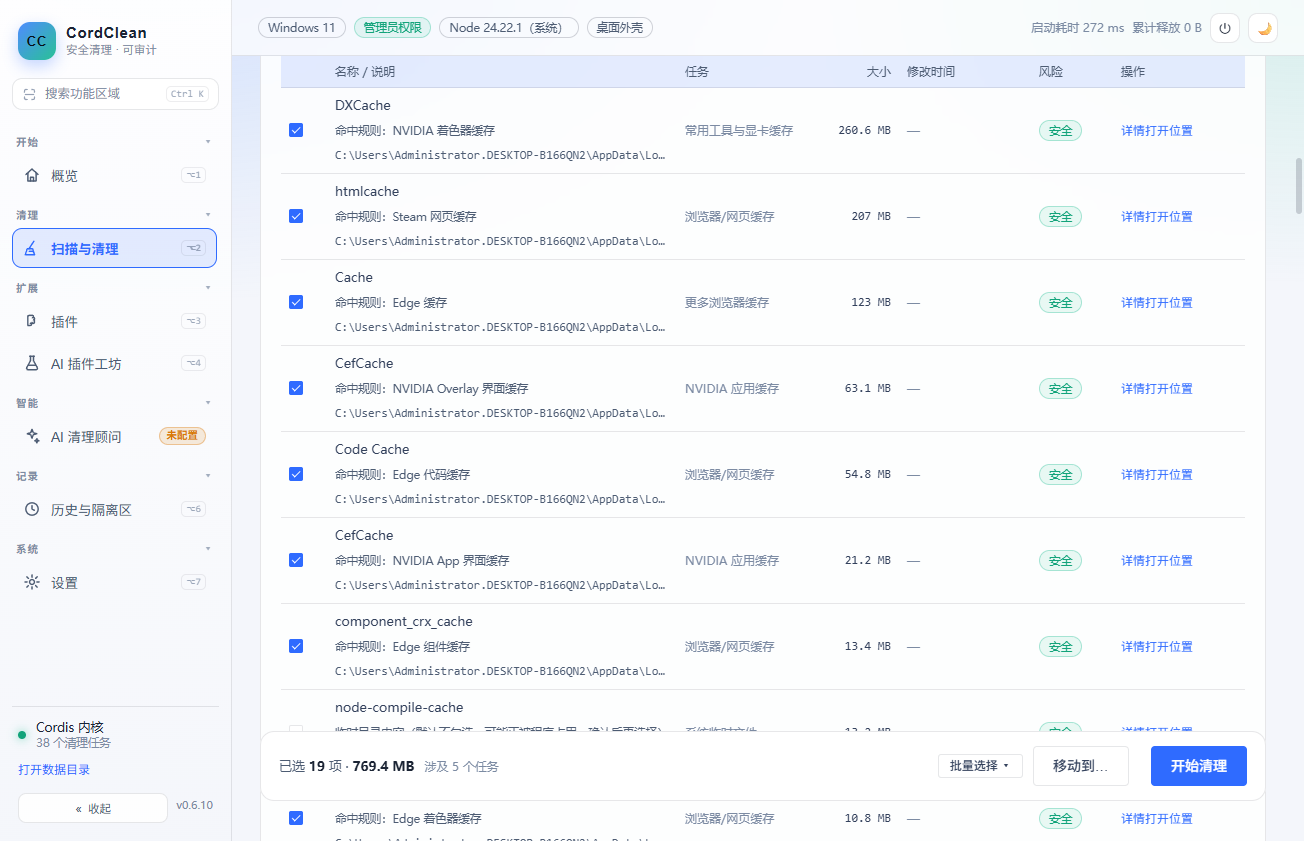 CC
CordClean
安全清理 · 可审计
搜索功能区域
Ctrl K
开始
概览
⌥1
清理
扫描与清理
⌥2
扩展
插件
⌥3
AI 插件工坊
⌥4
智能
AI 清理顾问
未配置
记录
历史与隔离区
⌥6
系统
设置
⌥7
Cordis 内核
38 个清理任务
打开数据目录
« 收起
v0.6.10
Windows 11
管理员权限
Node 24.22.1（系统）
桌面外壳
启动耗时 272 ms 累计释放 0 B
名称 / 说明 任务 大小 修改时间 风险 操作
DXCache
命中规则：NVIDIA 着色器缓存 常用工具与显卡缓存 260.6 MB — 安全 详情打开位置
C:\Users\Administrator.DESKTOP-B166QN2\AppData\Lo…
htmlcache
命中规则：Steam 网页缓存 浏览器/网页缓存 207 MB — 安全 详情打开位置
C:\Users\Administrator.DESKTOP-B166QN2\AppData\Lo…
Cache
命中规则：Edge 缓存 更多浏览器缓存 123 MB — 安全 详情打开位置
C:\Users\Administrator.DESKTOP-B166QN2\AppData\Lo…
CefCache
命中规则：NVIDIA Overlay 界面缓存 NVIDIA 应用缓存 63.1 MB — 安全 详情打开位置
C:\Users\Administrator.DESKTOP-B166QN2\AppData\Lo…
Code Cache
命中规则：Edge 代码缓存 浏览器/网页缓存 54.8 MB — 安全 详情打开位置
C:\Users\Administrator.DESKTOP-B166QN2\AppData\Lo…
CefCache
命中规则：NVIDIA App 界面缓存 NVIDIA 应用缓存 21.2 MB — 安全 详情打开位置
C:\Users\Administrator.DESKTOP-B166QN2\AppData\Lo…
component_crx_cache
命中规则：Edge 组件缓存 浏览器/网页缓存 13.4 MB — 安全 详情打开位置
C:\Users\Administrator.DESKTOP-B166QN2\AppData\Lo…
node-compile-cache
已选 19 项 · 769.4 MB 涉及 5 个任务
批量选择
移动到…
开始清理
命中规则：Edge 着色器缓存 浏览器/网页缓存 10.8 MB — 安全 详情打开位置